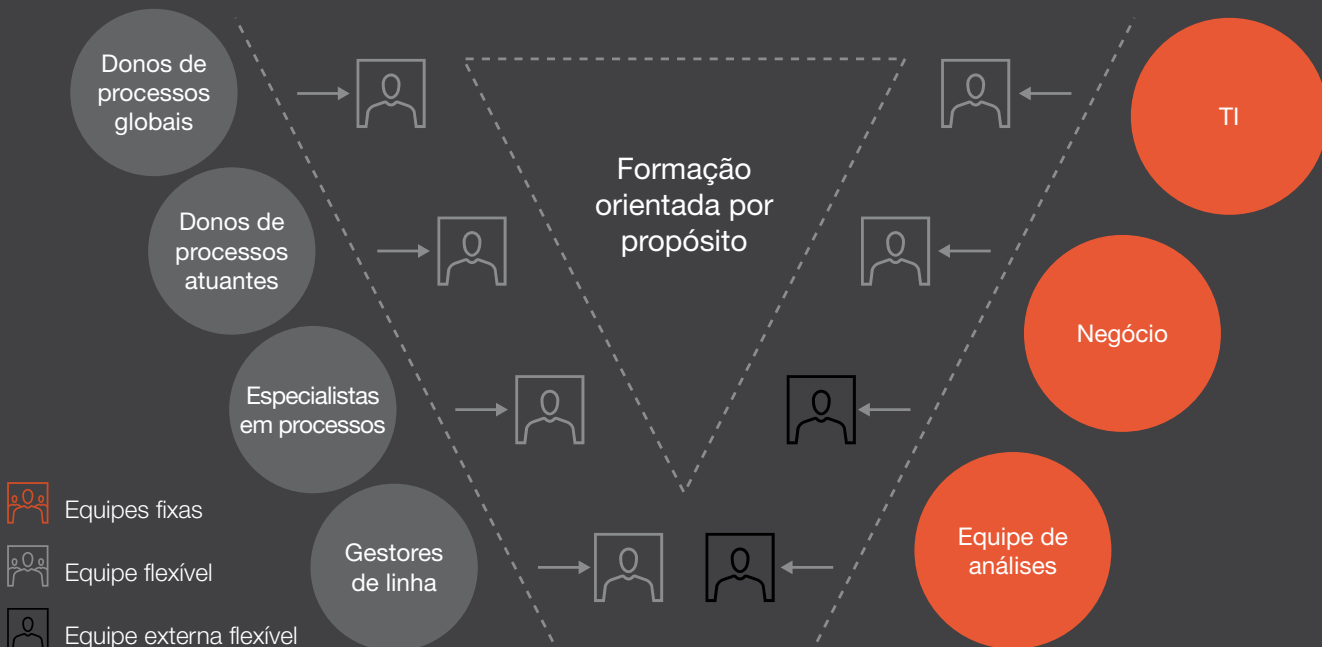 Donos de
processos
globais
TI
Formação
orientada por
propósito
Donos de
processos
atuantes
Negócio
Especialistas
em processos
Equipes fixas
Equipe de
análises
Gestores
de linha
Equipe flexível
Equipe externa flexível